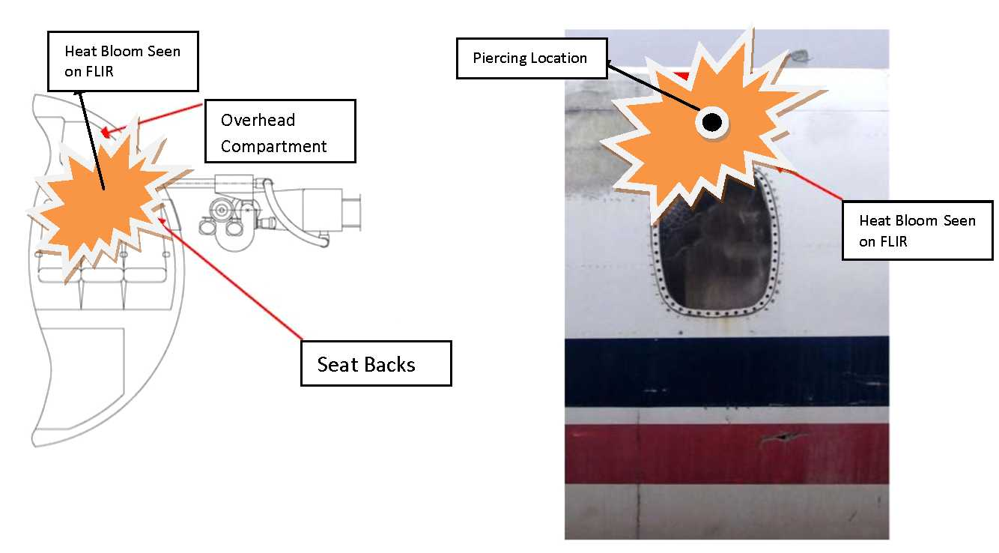 Heat Bloom Seen
on FLIR
Overhead
Compartment
Seat Backs
Piercing Location
Heat Bloom Seen
on FLIR